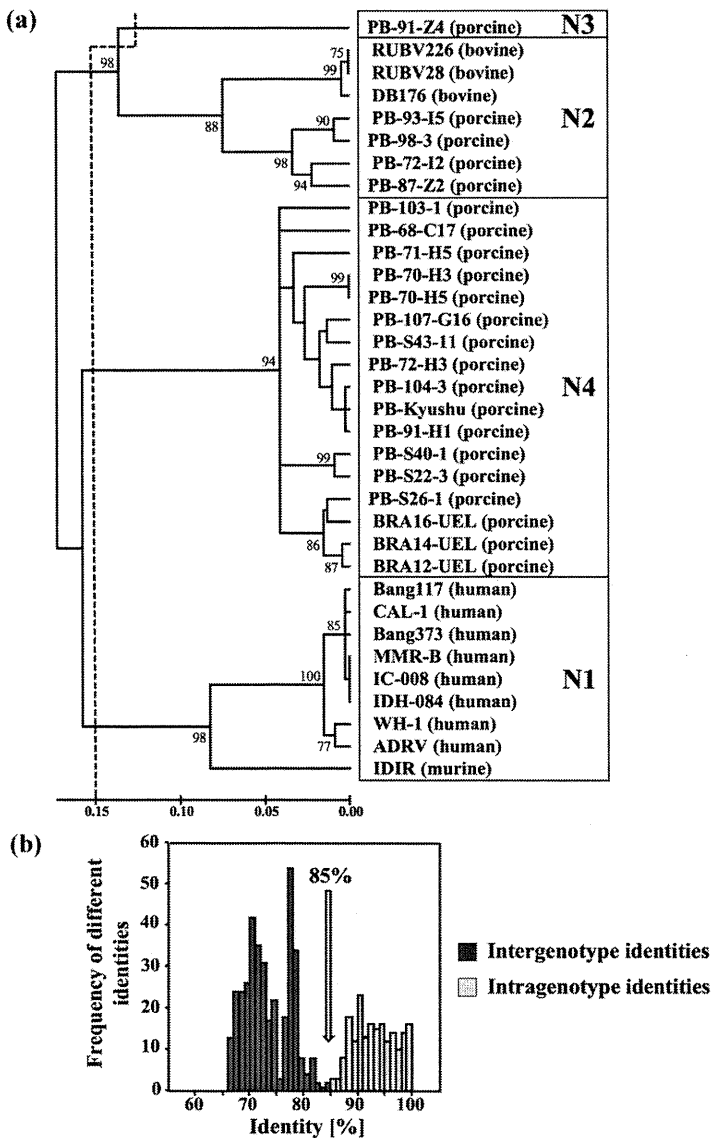 (a)
PB-91-Z4 (porcine) N3
98
75
RUBV226 (bovine)
RUBV28 (bovine)
99
DB176 (bovine)
90
PB-93-I5 (porcine) N2
88
PB-98-3 (porcine)
98
PB-72-I2 (porcine)
94
PB-87-Z2 (porcine)
PB-103-1 (porcine)
PB-68-C17 (porcine)
PB-71-H5 (porcine)
99
PB-70-H3 (porcine)
PB-70-H5 (porcine)
PB-107-G16 (porcine)
PB-S43-11 (porcine)
94
PB-72-H3 (porcine)
PB-104-3 (porcine) N4
PB-Kyushu (porcine)
PB-91-H1 (porcine)
99
PB-S40-1 (porcine)
PB-S22-3 (porcine)
PB-S26-1 (porcine)
BRA16-UEL (porcine)
86
BRA14-UEL (porcine)
87
BRA12-UEL (porcine)
Bang117 (human)
CAL-1 (human)
85
Bang373 (human)
MMR-B (human)
100
IC-008 (human) N1
IDH-084 (human)
WH-1 (human)
98
77
ADRV (human)
IDIR (murine)
0.15 0.10 0.05 0.00
(b)
Frequency of different
identities
60
50
40
30
20
10
0
85%
Intergenotype identities
Intragenotype identities
60 70 80 90 100
Identity [%]